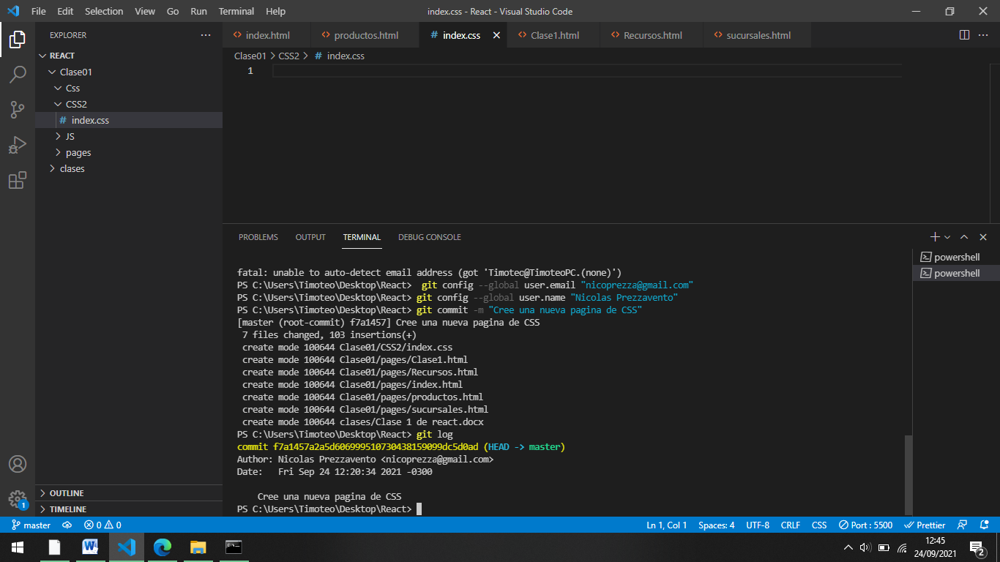 File Edit Selection View Go Run Terminal Help index.css - React - Visual Studio Code
EXPLORER
index.html productos.html # index.css Clase1.html Recursos.html sucursales.html
REACT
Clase01 > CSS2 > # index.css
1
Clase01
Css
CSS2
# index.css
JS
pages
clases
OUTLINE
TIMELINE
PROBLEMS OUTPUT TERMINAL DEBUG CONSOLE
powershell
powershell
fatal: unable to auto-detect email address (got 'Timotec@TimoteoPC.(none)')
PS C:\Users\Timoteo\Desktop\React>  git config --global user.email "nicoprezza@gmail.com"
PS C:\Users\Timoteo\Desktop\React> git config --global user.name "Nicolas Prezzavento"
PS C:\Users\Timoteo\Desktop\React> git commit -m "Cree una nueva pagina de CSS"
[master (root-commit) f7a1457] Cree una nueva pagina de CSS
 7 files changed, 103 insertions(+)
 create mode 100644 Clase01/CSS2/index.css
 create mode 100644 Clase01/pages/Clase1.html
 create mode 100644 Clase01/pages/Recursos.html
 create mode 100644 Clase01/pages/index.html
 create mode 100644 Clase01/pages/productos.html
 create mode 100644 Clase01/pages/sucursales.html
 create mode 100644 clases/Clase 1 de react.docx
PS C:\Users\Timoteo\Desktop\React> git log
commit f7a1457a2a5d606999510730438159099dc5d0ad (HEAD -> master)
Author: Nicolas Prezzavento <nicoprezza@gmail.com>
Date:   Fri Sep 24 12:20:34 2021 -0300
    Cree una nueva pagina de CSS
PS C:\Users\Timoteo\Desktop\React>
1
master 0 0 Ln 1, Col 1 Spaces: 4 UTF-8 CRLF CSS Port : 5500 Prettier
12:45
24/09/2021
2